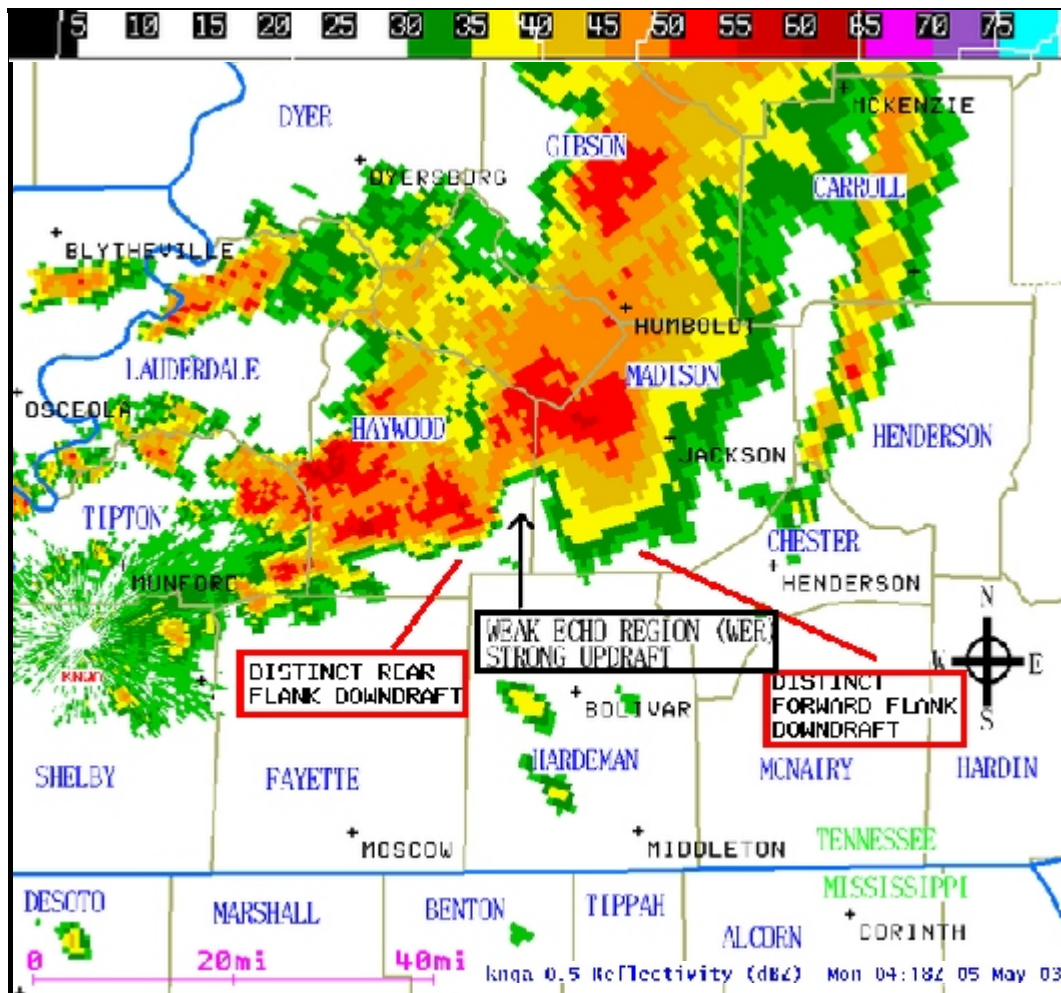 5 10 15 20 25 30 35 40 45 50 55 60 65 70 75
MCKENZIE
DYER
GIBSON
DYERSBURG
CARROLL
BLYTHEVILLE
HUMBOLDT
LAUDERDALE
MADISON
OSCEOLA
HAYWOOD
HENDERSON
JACKSON
TIPTON
CHESTER
MUNFORD
HENDERSON
N
WEAK ECHO REGION (WER)
STRONG UPDRAFT
W E
DISTINCT REAR
FLANK DOWNDRAFT
DISTINCT
FORWARD FLANK
DOWNDRAFT
S
BOLIVAR
SHELBY
FAYETTE
HARDEMAN
MCNAIRY
HARDIN
MOSCOW
MIDDLETON
TENNESSEE
MISSISSIPPI
DESOTO
MARSHALL
BENTON
TIPPAH
ALCORN
CORINTH
0 20mi 40mi
knqa 0.5 Reflectivity (dBZ) Mon 04:18Z 05 May 03